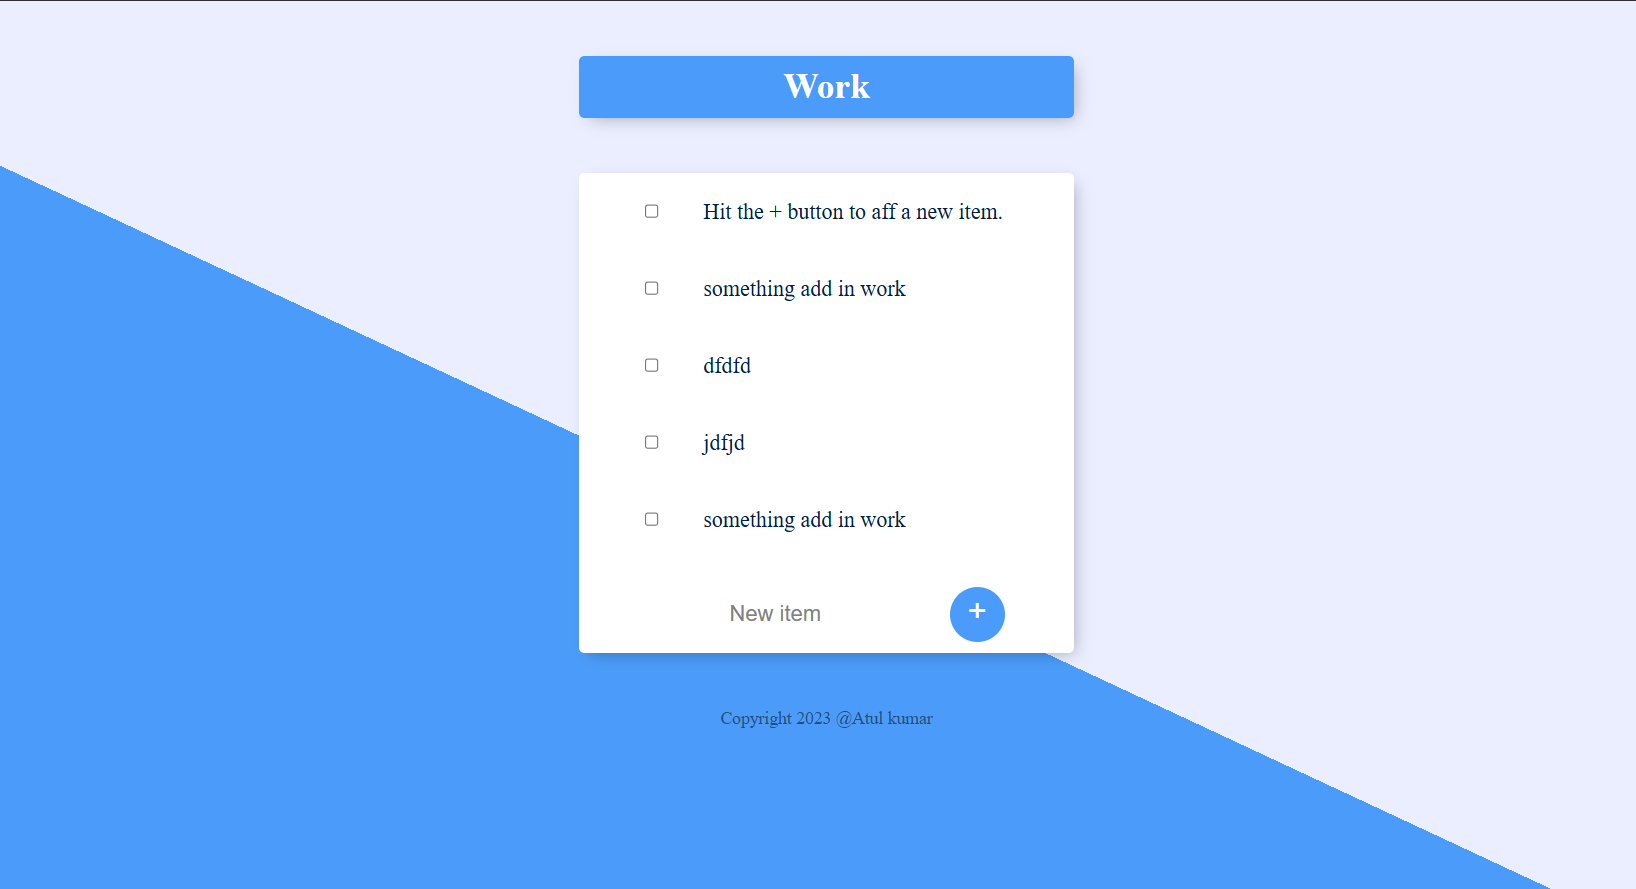 Work
Hit the + button to aff a new item.
something add in work
dfdfd
jdfjd
something add in work
New item
+
Copyright 2023 @Atul kumar